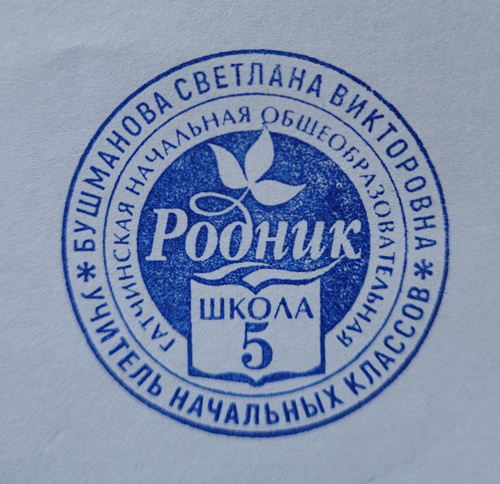 БУШМАНОВА СВЕТЛАНА ВИКТОРОВНА
* УЧИТЕЛЬ НАЧАЛЬНЫХ КЛАССОВ *
ГАТЧИНСКАЯ НАЧАЛЬНАЯ ОБЩЕОБРАЗОВАТЕЛЬНАЯ
Родник
ШКОЛА
5